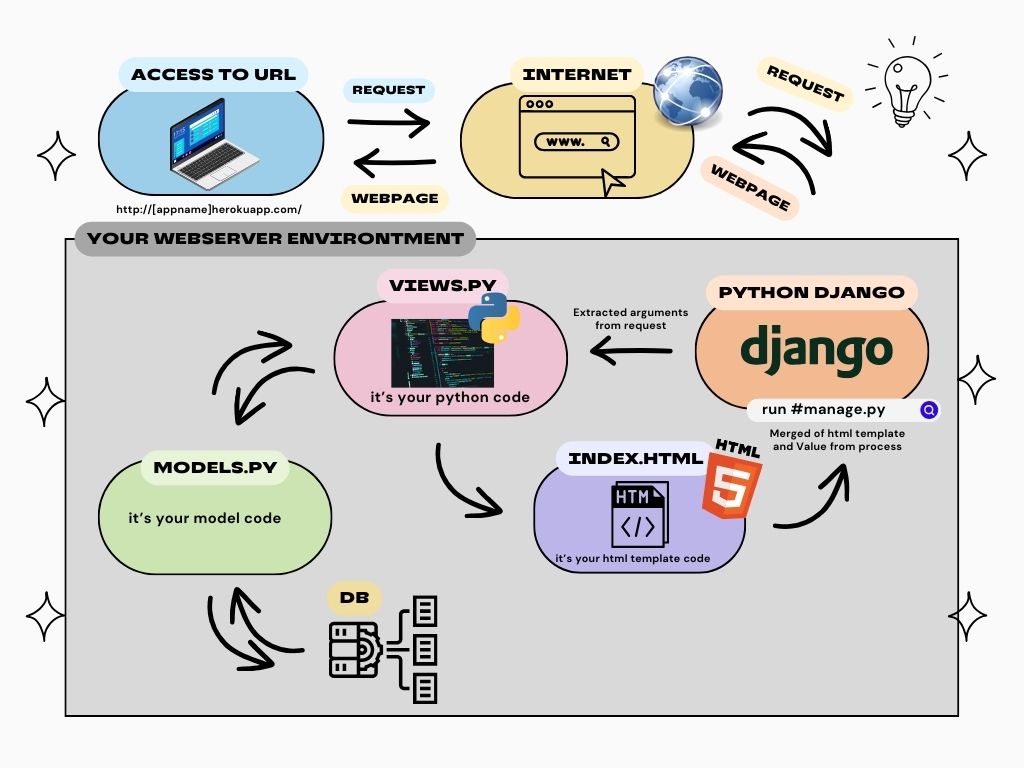 ACCESS TO URL
REQUEST
WEBPAGE
http://[appname]herokuapp.com/
INTERNET
www.
REQUEST
WEBPAGE
YOUR WEBSERVER ENVIRONTMENT
VIEWS.PY
it's your python code
Extracted arguments
from request
PYTHON DJANGO
django
run #manage.py
Merged of html template
and Value from process
MODELS.PY
it's your model code
INDEX.HTML
HTML
5
HTM
</>
it's your html template code
DB